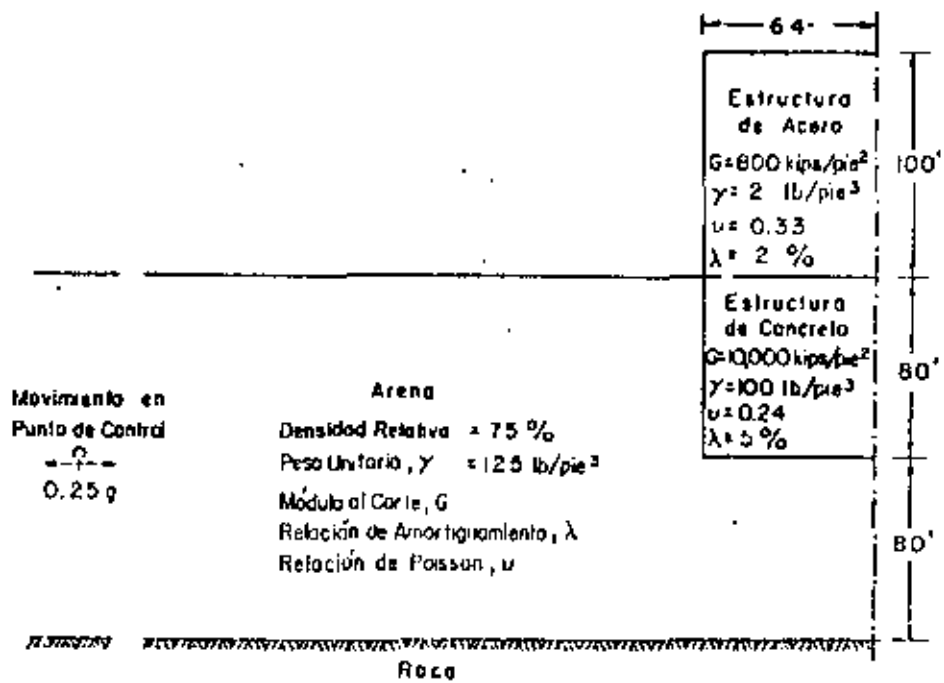 64'
Estructura
de Acero
G=800 kips/pie²
γ= 2 lb/pie³
υ= 0.33
λ= 2 %
100'
Estructura
de Concreto
G=10,000 kips/pie²
γ=100 lb/pie³
υ=0.24
λ=5 %
80'
Movimiento en
Punto de Control
0.25g
Arena
Densidad Relativa = 75 %
Peso Unitario, γ = 125 lb/pie³
Módulo al Corte, G
Relación de Amortiguamiento, λ
Relación de Poisson, υ
80'
Roca